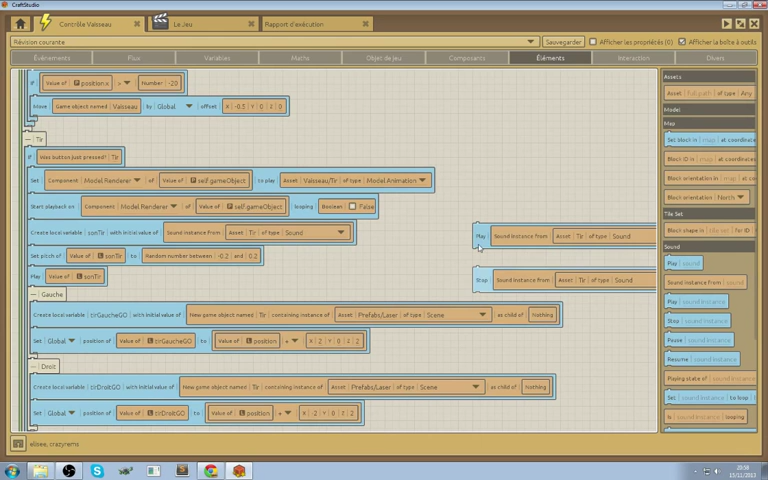 CraftStudio
Contrôle Vaisseau
Le Jeu
Rapport d'exécution
Révision courante
Sauvegarder
Afficher les propriétés (0)
Afficher la boîte à outils
Événements
Flux
Variables
Maths
Objet de jeu
Composants
Éléments
Interaction
Divers
If Value of position.x > Number -20
Move Game object named Vaisseau by Global offset X -0.5 Y 0 Z 0
Tir
If Was button just pressed? Tir
Set Component Model Renderer of Value of self.gameObject to play Asset Vaisseau/Tir of type Model Animation
Start playback on Component Model Renderer of Value of self.gameObject looping Boolean False
Create local variable sonTir with initial value of Sound instance from Asset Tir of type Sound
Set pitch of Value of L sonTir to Random number between -0.2 and 0.2
Play Value of L sonTir
Gauche
Create local variable tirGaucheGO with initial value of New game object named Tir containing instance of Asset Prefabs/Laser of type Scene as child of Nothing
Set Global position of Value of L tirGaucheGO to Value of L position + X 2 Y 0 Z 2
Droit
Create local variable tirDroitGO with initial value of New game object named Tir containing instance of Asset Prefabs/Laser of type Scene as child of Nothing
Set Global position of Value of L tirDroitGO to Value of L position + X -2 Y 0 Z 2
Play Sound instance from Asset Tir of type Sound
Stop Sound instance from Asset Tir of type Sound
Assets
Asset full path of type Any
Model
Map
Set block in map at coordinate
Block ID in map at coordinates
Block orientation in map at
Block orientation North
Tile Set
Block shape in tile set for ID
Sound
Play sound
Sound instance from sound
Play sound instance
Stop sound instance
Pause sound instance
Resume sound instance
Playing state of sound
Set sound instance to loop
Is sound instance looping
elisee, crazyrems
20:58
15/12/2013